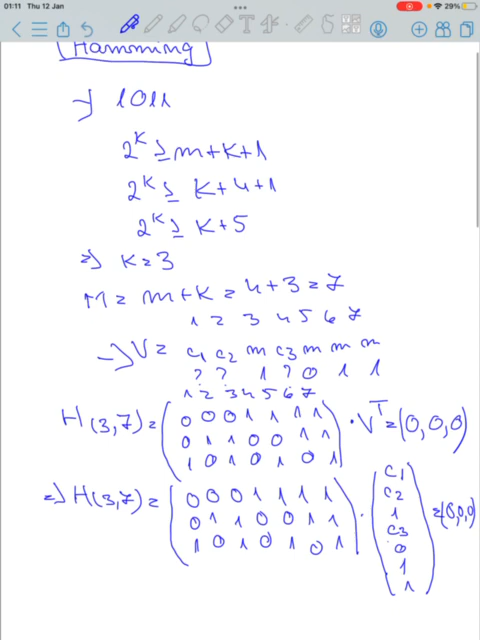 01:11 Thu 12 Jan 29%
Hamming
→ 1011
2^K ≥ m+K+1
2^K ≥ K+4+1
2^K ≥ K+5
=> K=3
n = m+K = 4+3 = 7
1 2 3 4 5 6 7
→ V = c1 c2 m c3 m m m
? ? 1 ? 0 1 1
1 2 3 4 5 6 7
H(3,7) = (0 0 0 1 1 1 1
0 1 1 0 0 1 1
1 0 1 0 1 0 1) · V^T = (0,0,0)
=> H(3,7) = (0 0 0 1 1 1 1
0 1 1 0 0 1 1
1 0 1 0 1 0 1) · (c1
c2
1
c3
0
1
1) = (0,0,0)